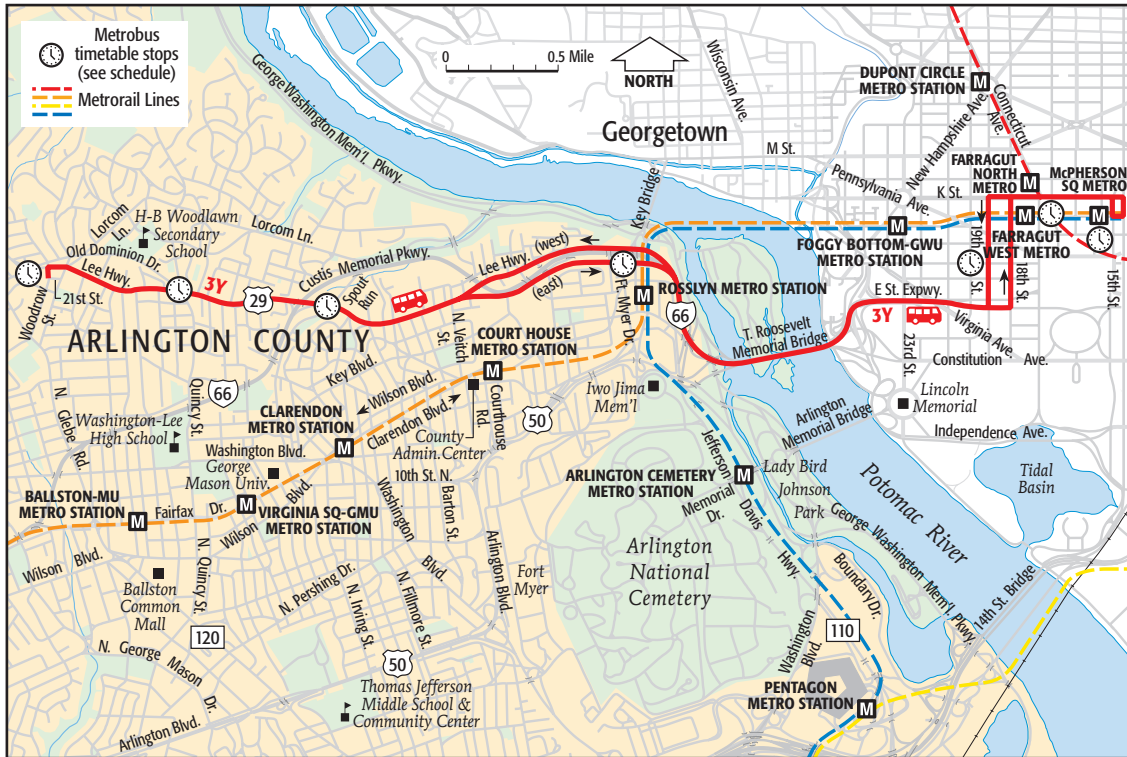 Metrobus
timetable stops
(see schedule)
Metrorail Lines
0
0.5 Mile
NORTH
George Washington Mem'l. Pkwy.
Wisconsin Ave.
Georgetown
M St.
DUPONT CIRCLE
METRO STATION
M
New Hampshire Ave.
Connecticut
Ave.
Pennsylvania
Ave.
K St.
FARRAGUT
NORTH
METRO
M
McPHERSON
SQ METRO
M
M
FARRAGUT
WEST METRO
M
FOGGY BOTTOM-GWU
METRO STATION
19th St.
18th St.
15th St.
Key Bridge
Lorcom
Ln.
H-B Woodlawn
Secondary
School
Lorcom Ln.
Old Dominion Dr.
Lee Hwy.
3Y
29
21st St.
Woodrow
St.
Custis Memorial Pkwy.
Spout
Run
Lee Hwy.
(west)
(east)
Ft. Myer Dr.
M
ROSSLYN METRO STATION
66
T. Roosevelt
Memorial Bridge
E St. Expwy.
3Y
23rd St.
Virginia Ave.
Constitution
Ave.
Lincoln
Memorial
Independence Ave.
Arlington
Memorial Bridge
Tidal
Basin
Potomac River
ARLINGTON COUNTY
N. Veitch
St.
COURT HOUSE
METRO STATION
M
Key Blvd.
Wilson Blvd.
Clarendon Blvd.
Courthouse
Rd.
County
Admin. Center
50
Iwo Jima
Mem'l
N. Glebe
Rd.
66
Quincy St.
Washington-Lee
High School
CLARENDON
METRO STATION
M
Washington Blvd.
George
Mason Univ.
10th St. N.
Barton St.
BALLSTON-MU
METRO STATION
M
Fairfax
Dr.
M
VIRGINIA SQ-GMU
METRO STATION
Wilson
Blvd.
Wilson
Blvd.
Washington
Blvd.
ARLINGTON CEMETERY
METRO STATION
M
Jefferson
Davis
Hwy.
Memorial
Dr.
Lady Bird
Johnson
Park
George Washington Mem'l. Pkwy.
Arlington
National
Cemetery
Fort
Myer
Arlington Blvd.
Ballston
Common
Mall
N. Quincy St.
N. Pershing Dr.
N. Irving St.
N. Fillmore St.
120
50
N. George Mason
Dr.
Arlington Blvd.
Thomas Jefferson
Middle School &
Community Center
Washington
Blvd.
Boundary Dr.
110
14th St. Bridge
PENTAGON
METRO STATION
M